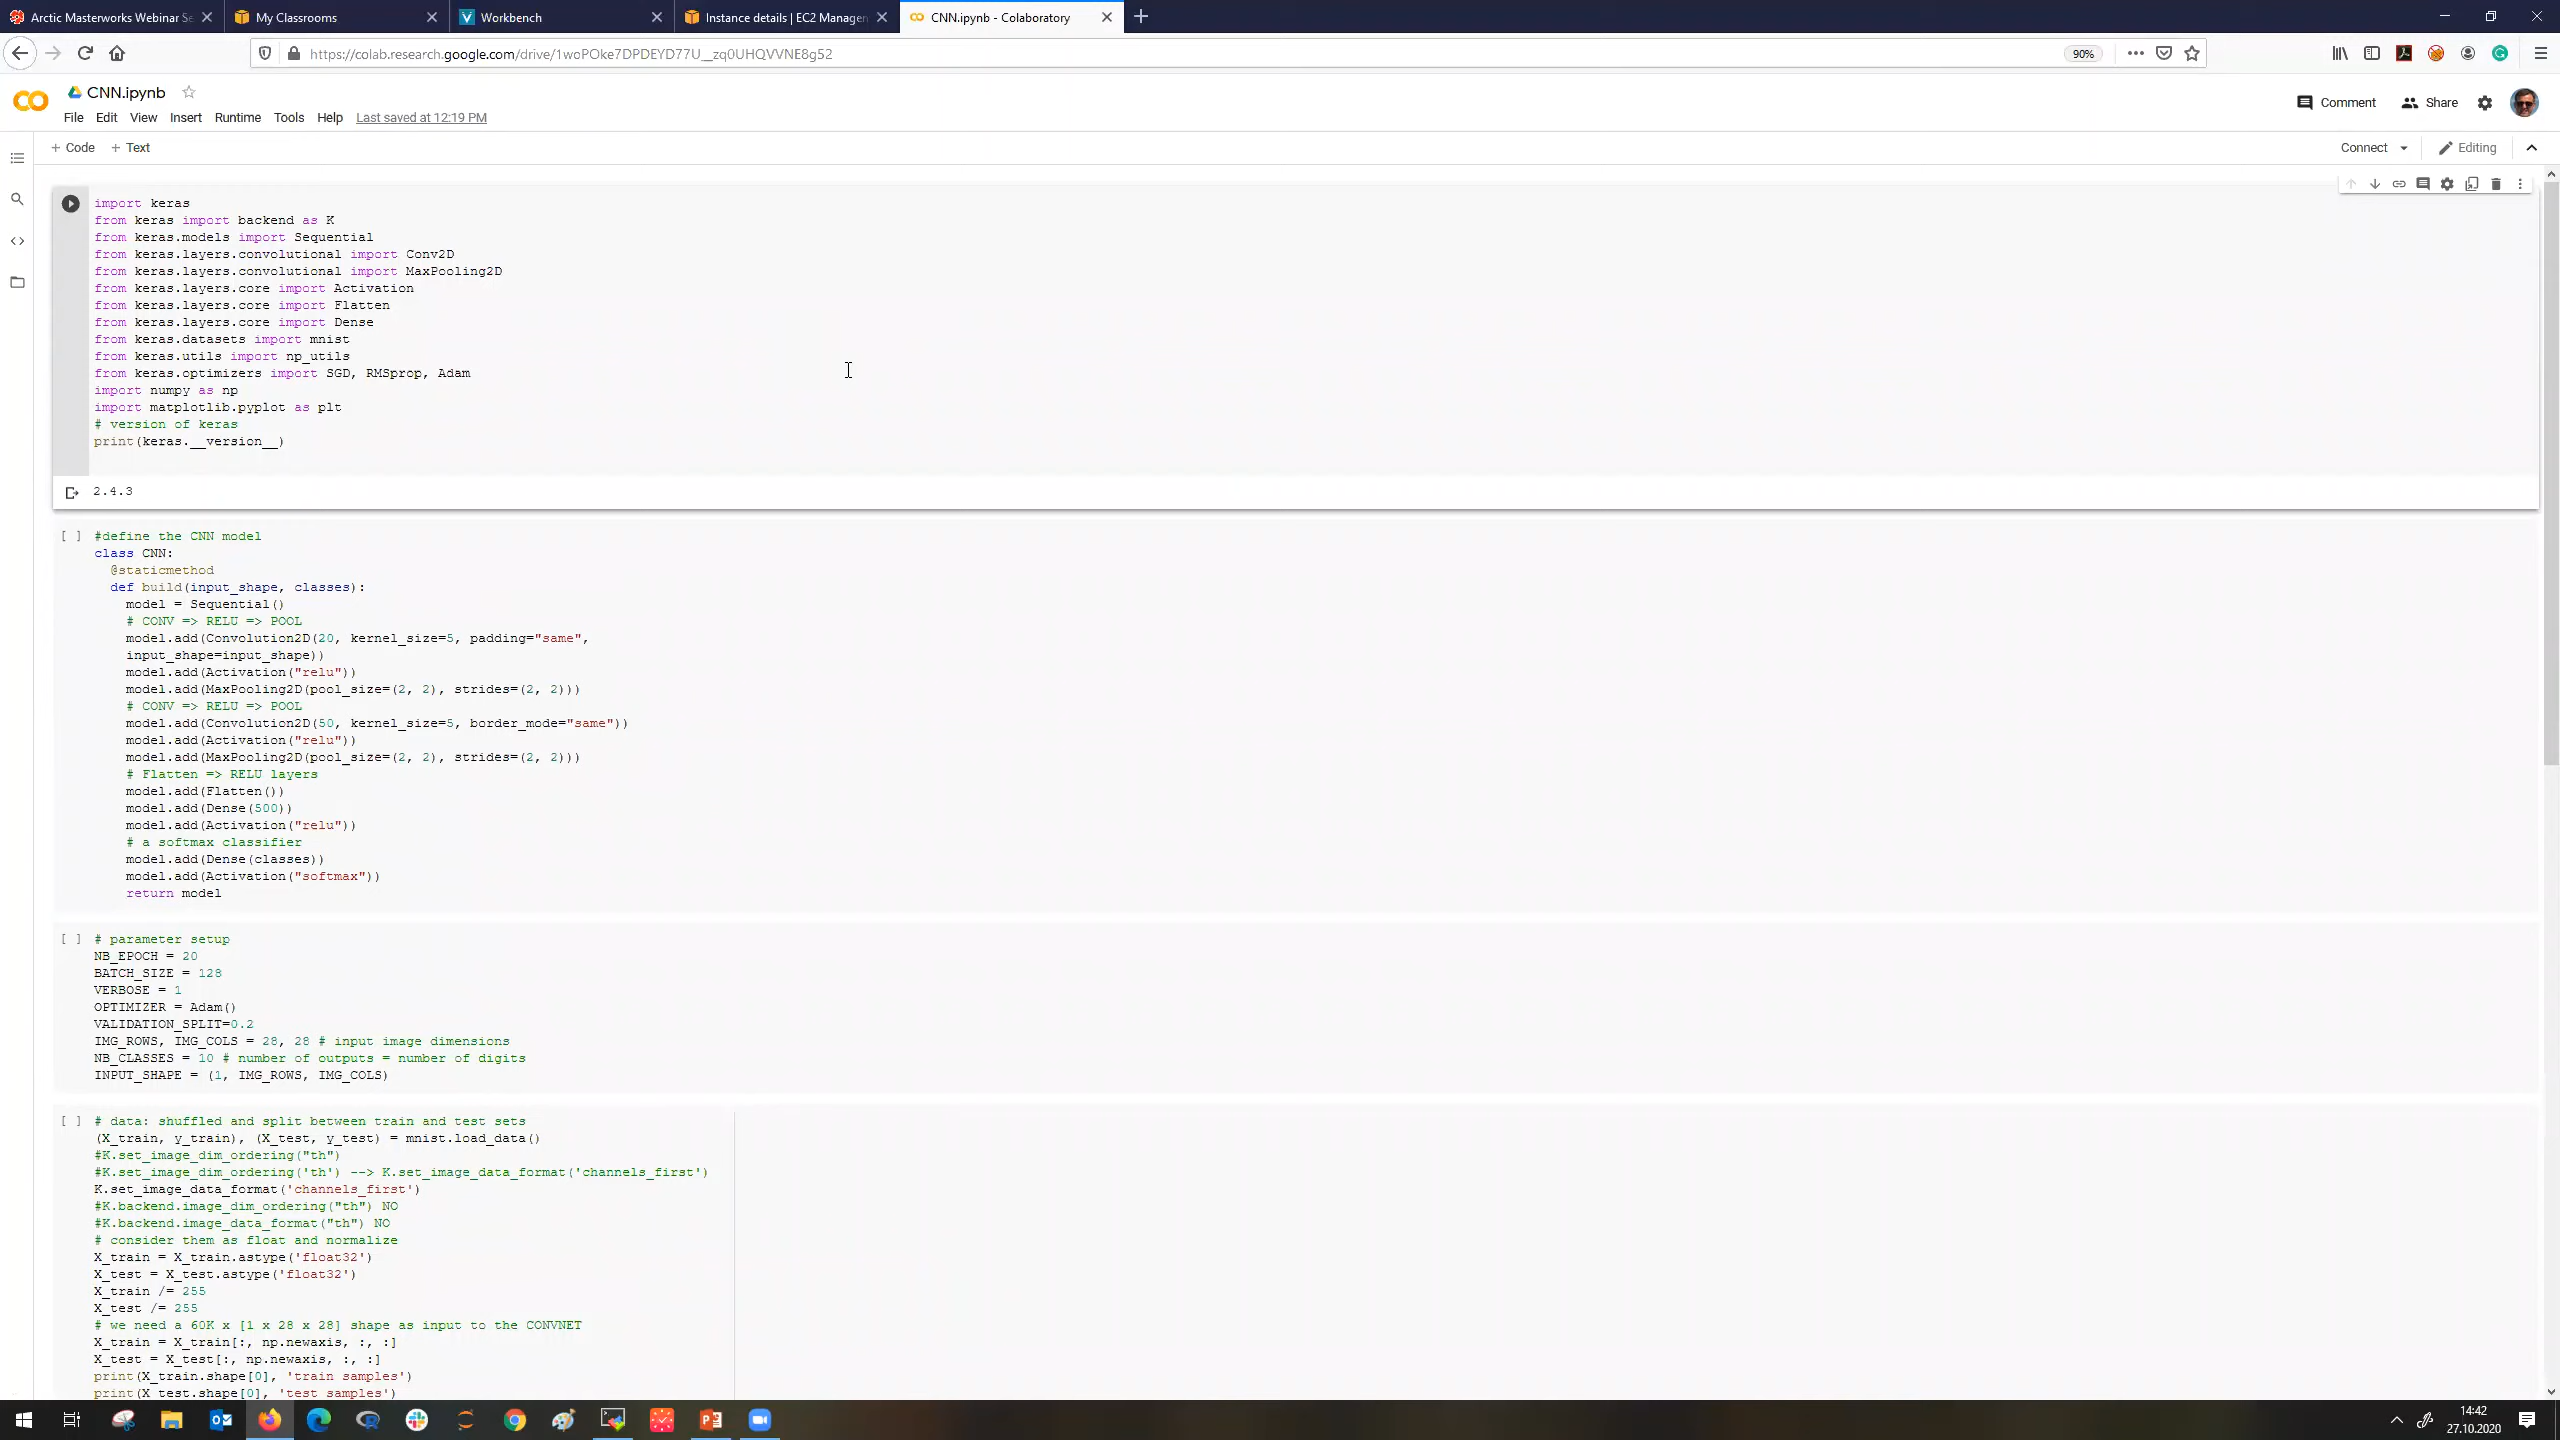 Arctic Masterworks Webinar Se
My Classrooms
Workbench
Instance details | EC2 Managen
CNN.ipynb - Colaboratory
https://colab.research.google.com/drive/1woPOke7DPDEYD77U__zq0UHQVVNE8g52
90%
CNN.ipynb
Comment
Share
File Edit View Insert Runtime Tools Help Last saved at 12:19 PM
+ Code + Text
Connect
Editing
import keras
from keras import backend as K
from keras.models import Sequential
from keras.layers.convolutional import Conv2D
from keras.layers.convolutional import MaxPooling2D
from keras.layers.core import Activation
from keras.layers.core import Flatten
from keras.layers.core import Dense
from keras.datasets import mnist
from keras.utils import np_utils
from keras.optimizers import SGD, RMSprop, Adam
import numpy as np
import matplotlib.pyplot as plt
# version of keras
print(keras.__version__)
2.4.3
[ ] #define the CNN model
class CNN:
@staticmethod
def build(input_shape, classes):
model = Sequential()
# CONV => RELU => POOL
model.add(Convolution2D(20, kernel_size=5, padding="same",
input_shape=input_shape))
model.add(Activation("relu"))
model.add(MaxPooling2D(pool_size=(2, 2), strides=(2, 2)))
# CONV => RELU => POOL
model.add(Convolution2D(50, kernel_size=5, border_mode="same"))
model.add(Activation("relu"))
model.add(MaxPooling2D(pool_size=(2, 2), strides=(2, 2)))
# Flatten => RELU layers
model.add(Flatten())
model.add(Dense(500))
model.add(Activation("relu"))
# a softmax classifier
model.add(Dense(classes))
model.add(Activation("softmax"))
return model
[ ] # parameter setup
NB_EPOCH = 20
BATCH_SIZE = 128
VERBOSE = 1
OPTIMIZER = Adam()
VALIDATION_SPLIT=0.2
IMG_ROWS, IMG_COLS = 28, 28 # input image dimensions
NB_CLASSES = 10 # number of outputs = number of digits
INPUT_SHAPE = (1, IMG_ROWS, IMG_COLS)
[ ] # data: shuffled and split between train and test sets
(X_train, y_train), (X_test, y_test) = mnist.load_data()
#K.set_image_dim_ordering("th")
#K.set_image_dim_ordering('th') --> K.set_image_data_format('channels_first')
K.set_image_data_format('channels_first')
#K.backend.image_dim_ordering("th") NO
#K.backend.image_data_format("th") NO
# consider them as float and normalize
X_train = X_train.astype('float32')
X_test = X_test.astype('float32')
X_train /= 255
X_test /= 255
# we need a 60K x [1 x 28 x 28] shape as input to the CONVNET
X_train = X_train[:, np.newaxis, :, :]
X_test = X_test[:, np.newaxis, :, :]
print(X_train.shape[0], 'train samples')
print(X_test.shape[0], 'test samples')
14:42
27.10.2020